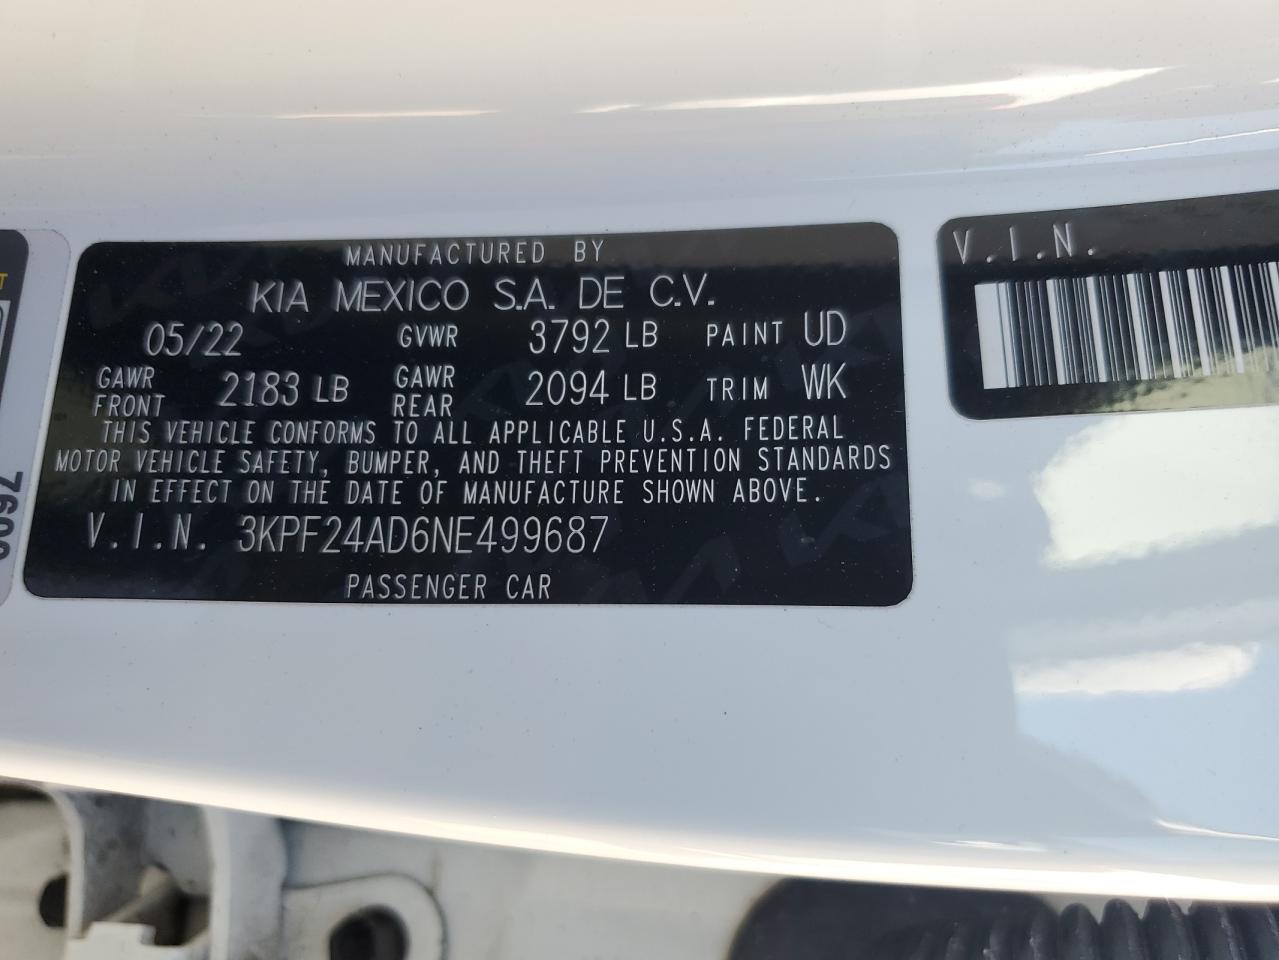 MANUFACTURED BY
KIA MEXICO S.A. DE C.V.
05/22 GVWR 3792 LB PAINT UD
GAWR FRONT 2183 LB GAWR REAR 2094 LB TRIM WK
THIS VEHICLE CONFORMS TO ALL APPLICABLE U.S.A. FEDERAL
MOTOR VEHICLE SAFETY, BUMPER, AND THEFT PREVENTION STANDARDS
IN EFFECT ON THE DATE OF MANUFACTURE SHOWN ABOVE.
V.I.N. 3KPF24AD6NE499687
PASSENGER CAR
V.I.N.